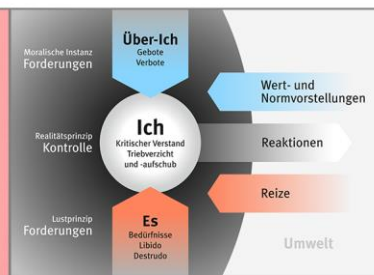 Moralische Instanz
Forderungen
Über-Ich
Gebote
Verbote
Wert- und
Normvorstellungen
Realitätsprinzip
Kontrolle
Ich
Kritischer Verstand
Triebverzicht
und -aufschub
Reaktionen
Reize
Lustprinzip
Forderungen
Es
Bedürfnisse
Libido
Destrudo
Umwelt